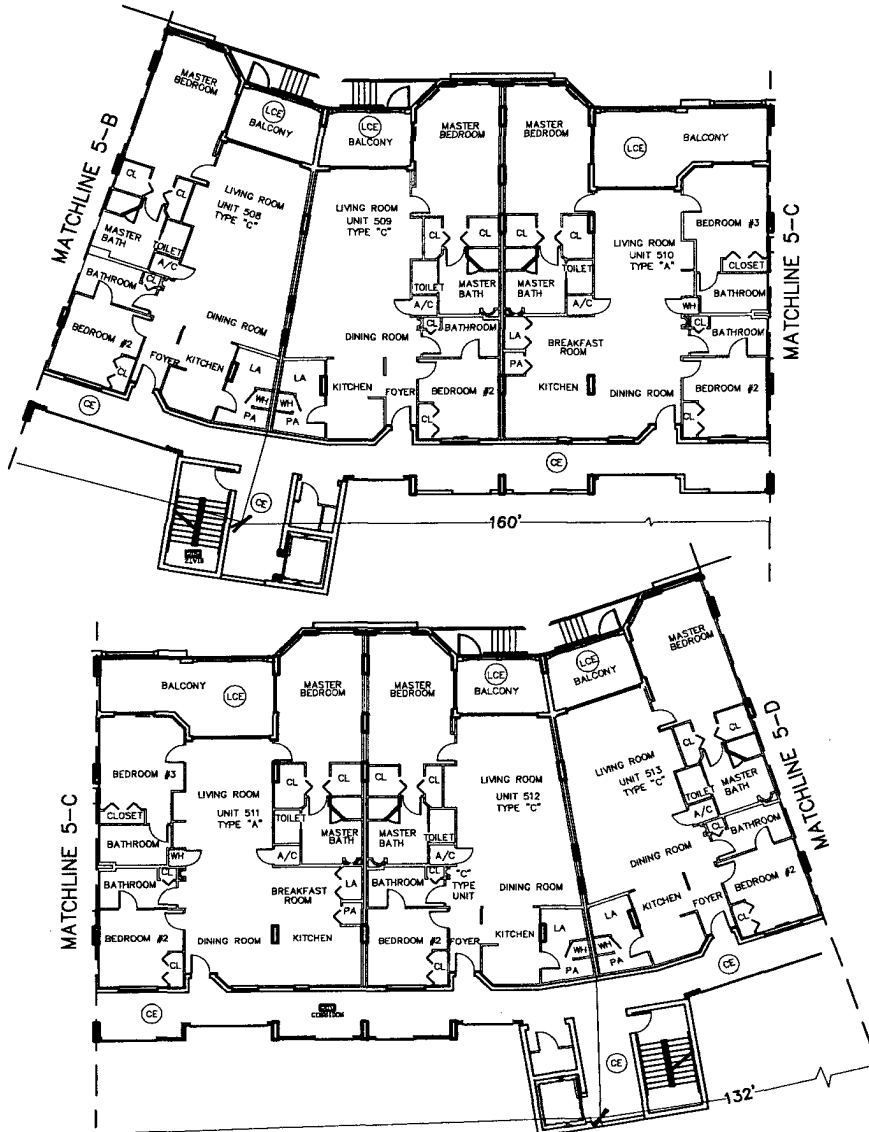 MASTER
BEDROOM
LCE
BALCONY
MATCHLINE 5-B
CL
CL
MASTER
BATH
TOILET
A/C
BATHROOM
CL
BEDROOM #2
CL
LIVING ROOM
UNIT 508
TYPE "C"
DINING ROOM
FOYER
KITCHEN
LA
WH
PA
CE
LCE
BALCONY
MASTER
BEDROOM
LIVING ROOM
UNIT 509
TYPE "C"
CL
CL
TOILET
A/C
MASTER
BATH
CL
BATHROOM
DINING ROOM
LA
WH
PA
KITCHEN
FOYER
BEDROOM #2
CL
MASTER
BEDROOM
LCE
BALCONY
CL
CL
TOILET
MASTER
BATH
A/C
LIVING ROOM
UNIT 510
TYPE "A"
BEDROOM #3
CLOSET
BATHROOM
WH
CL
BATHROOM
LA
PA
BREAKFAST
ROOM
KITCHEN
DINING ROOM
BEDROOM #2
CL
MATCHLINE 5-C
CE
CE
160'
MATCHLINE 5-C
BALCONY
LCE
MASTER
BEDROOM
BEDROOM #3
CLOSET
BATHROOM
WH
LIVING ROOM
UNIT 511
TYPE "A"
CL
CL
TOILET
MASTER
BATH
A/C
BATHROOM
CL
BREAKFAST
ROOM
LA
PA
BEDROOM #2
CL
DINING ROOM
KITCHEN
CE
MASTER
BEDROOM
LCE
BALCONY
LIVING ROOM
UNIT 512
TYPE "C"
CL
CL
MASTER
BATH
TOILET
A/C
BATHROOM
CL
"C"
TYPE
UNIT
DINING ROOM
BEDROOM #2
CL
FOYER
KITCHEN
LA
WH
PA
LCE
BALCONY
MASTER
BEDROOM
LIVING ROOM
UNIT 513
TYPE "C"
CL
CL
TOILET
MASTER
BATH
A/C
CL
BATHROOM
DINING ROOM
BEDROOM #2
CL
LA
WH
PA
KITCHEN
FOYER
MATCHLINE 5-D
CE
CE
132'